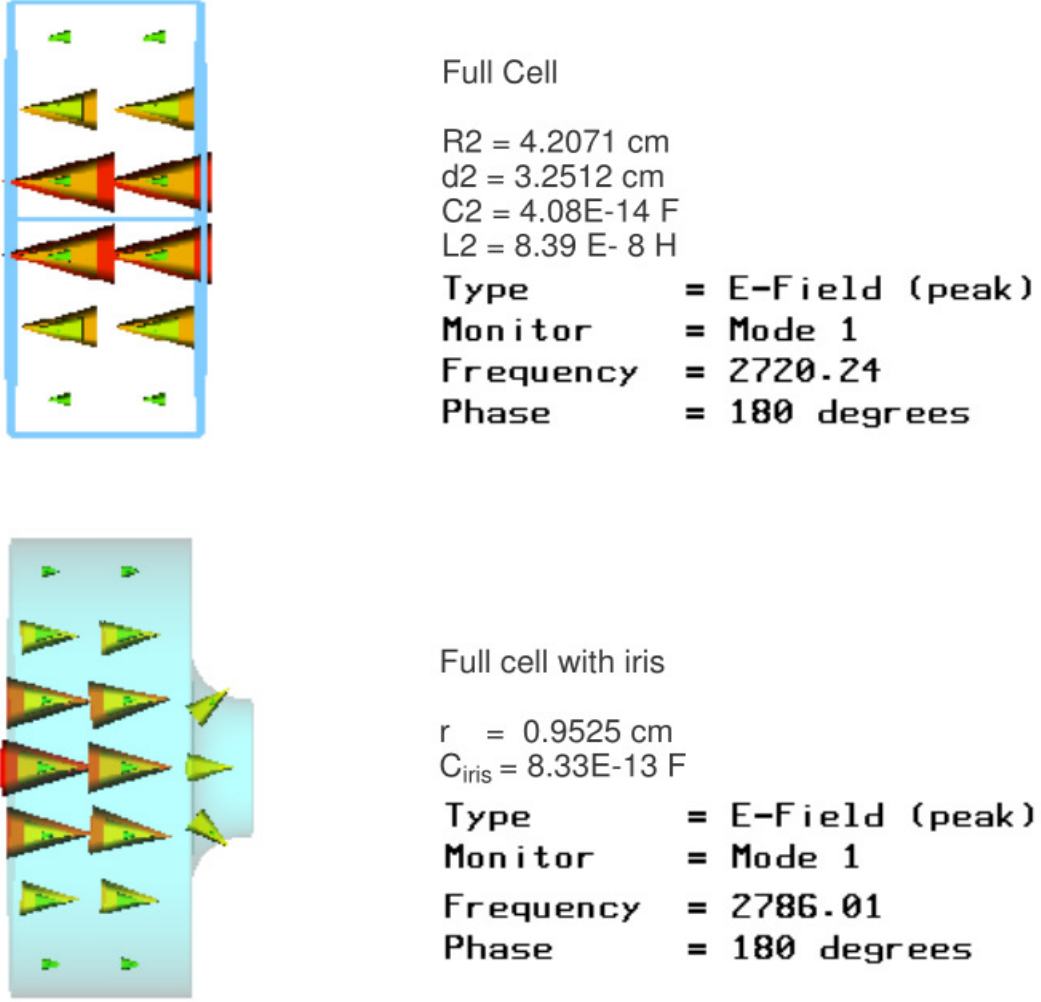 Full Cell
R2 = 4.2071 cm
d2 = 3.2512 cm
C2 = 4.08E-14 F
L2 = 8.39 E- 8 H
Type = E-Field (peak)
Monitor = Mode 1
Frequency = 2720.24
Phase = 180 degrees
Full cell with iris
r = 0.9525 cm
Ciris = 8.33E-13 F
Type = E-Field (peak)
Monitor = Mode 1
Frequency = 2786.01
Phase = 180 degrees